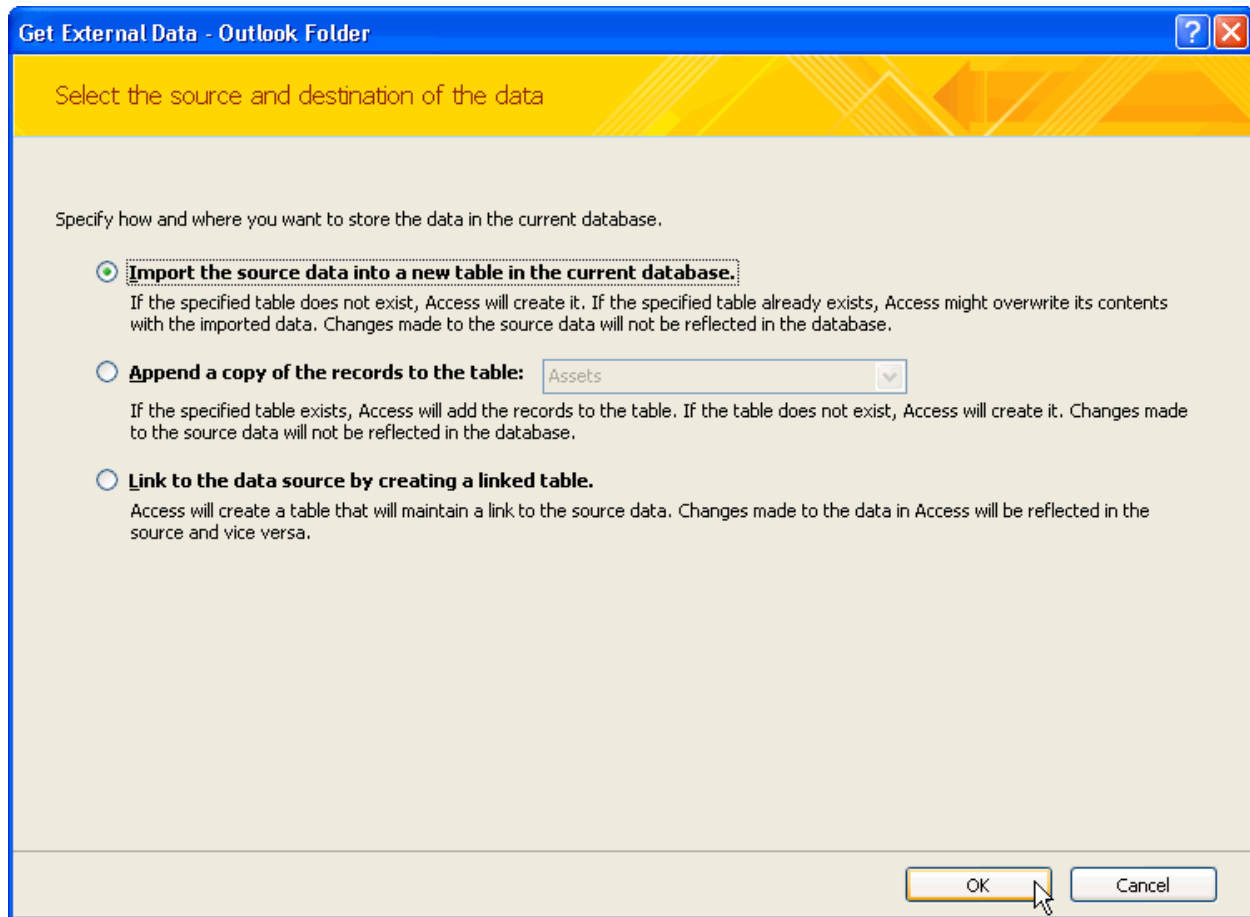 Get External Data - Outlook Folder
Select the source and destination of the data
Specify how and where you want to store the data in the current database.
Import the source data into a new table in the current database.
If the specified table does not exist, Access will create it. If the specified table already exists, Access might overwrite its contents
with the imported data. Changes made to the source data will not be reflected in the database.
Append a copy of the records to the table: Assets
If the specified table exists, Access will add the records to the table. If the table does not exist, Access will create it. Changes made
to the source data will not be reflected in the database.
Link to the data source by creating a linked table.
Access will create a table that will maintain a link to the source data. Changes made to the data in Access will be reflected in the
source and vice versa.
OK Cancel